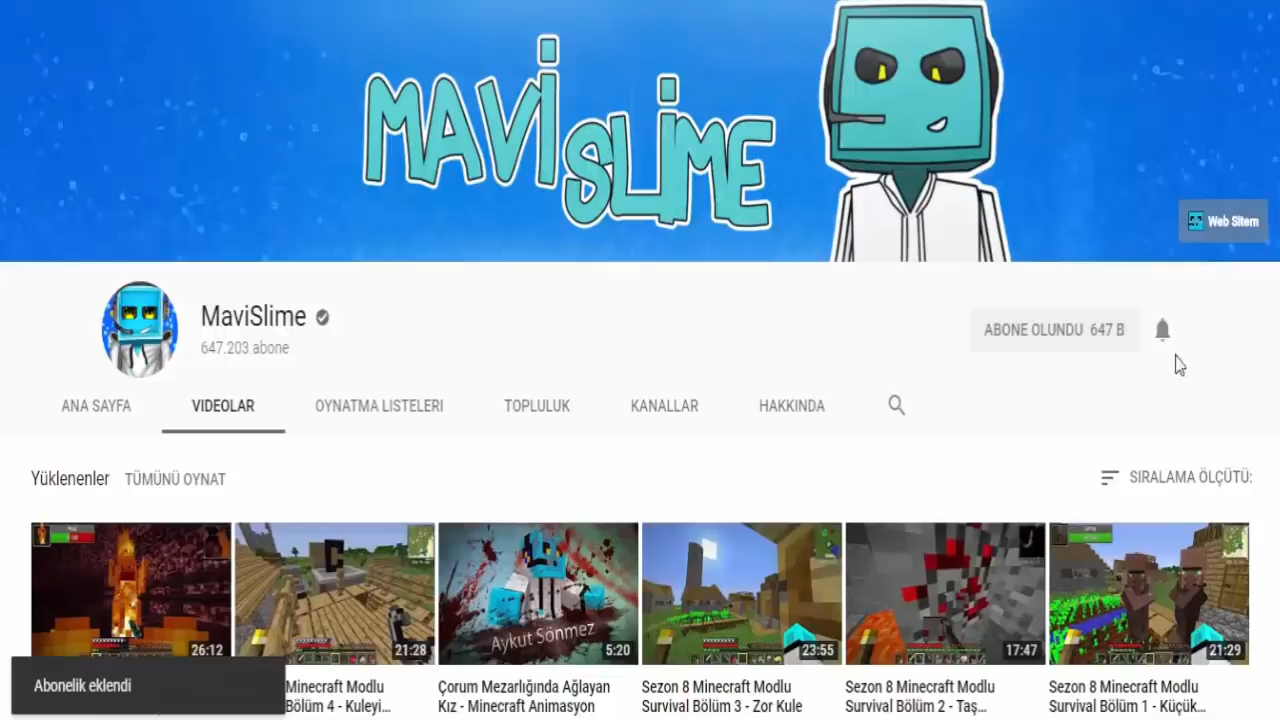 MAVİ
SLİME
Web Sitem
MaviSlime
647.203 abone
ABONE OLUNDU 647 B
ANA SAYFA
VIDEOLAR
OYNATMA LISTELERI
TOPLULUK
KANALLAR
HAKKINDA
Yüklenenler
TÜMÜNÜ OYNAT
SIRALAMA ÖLÇÜTÜ:
26:12
21:28
Aykut Sönmez
5:20
23:55
17:47
21:29
Abonelik eklendi
Minecraft Modlu
Bölüm 4 - Kuleyi...
Çorum Mezarlığında Ağlayan
Kız - Minecraft Animasyon
Sezon 8 Minecraft Modlu
Survival Bölüm 3 - Zor Kule
Sezon 8 Minecraft Modlu
Survival Bölüm 2 - Taş...
Sezon 8 Minecraft Modlu
Survival Bölüm 1 - Küçük...